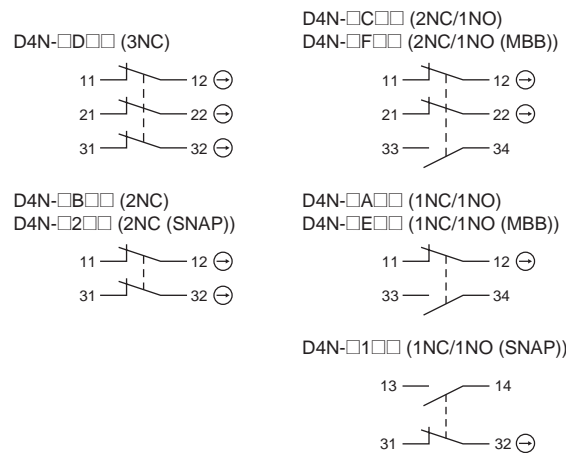 D4N-□D□□ (3NC)
11 12
21 22
31 32
D4N-□C□□ (2NC/1NO)
D4N-□F□□ (2NC/1NO (MBB))
11 12
21 22
33 34
D4N-□B□□ (2NC)
D4N-□2□□ (2NC (SNAP))
11 12
31 32
D4N-□A□□ (1NC/1NO)
D4N-□E□□ (1NC/1NO (MBB))
11 12
33 34
D4N-□1□□ (1NC/1NO (SNAP))
13 14
31 32